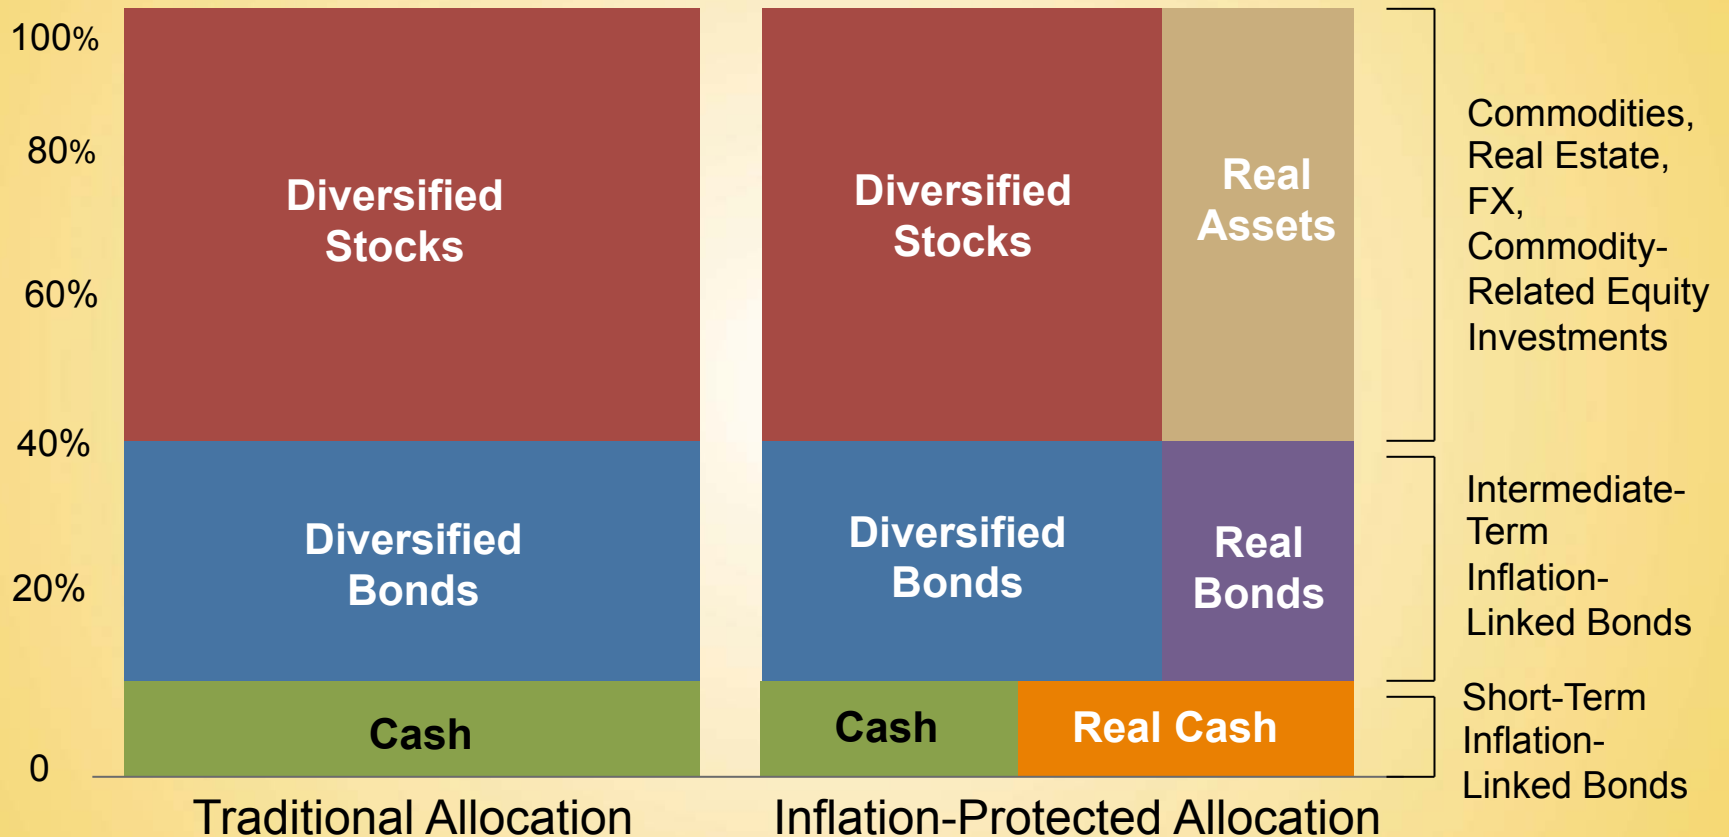 100%
80%
60%
40%
20%
0
Diversified
Stocks
Diversified
Bonds
Cash
Traditional Allocation
Diversified
Stocks
Real
Assets
Diversified
Bonds
Real
Bonds
Cash
Real Cash
Inflation-Protected Allocation
Commodities,
Real Estate,
FX,
Commodity-
Related Equity
Investments
Intermediate-
Term
Inflation-
Linked Bonds
Short-Term
Inflation-
Linked Bonds